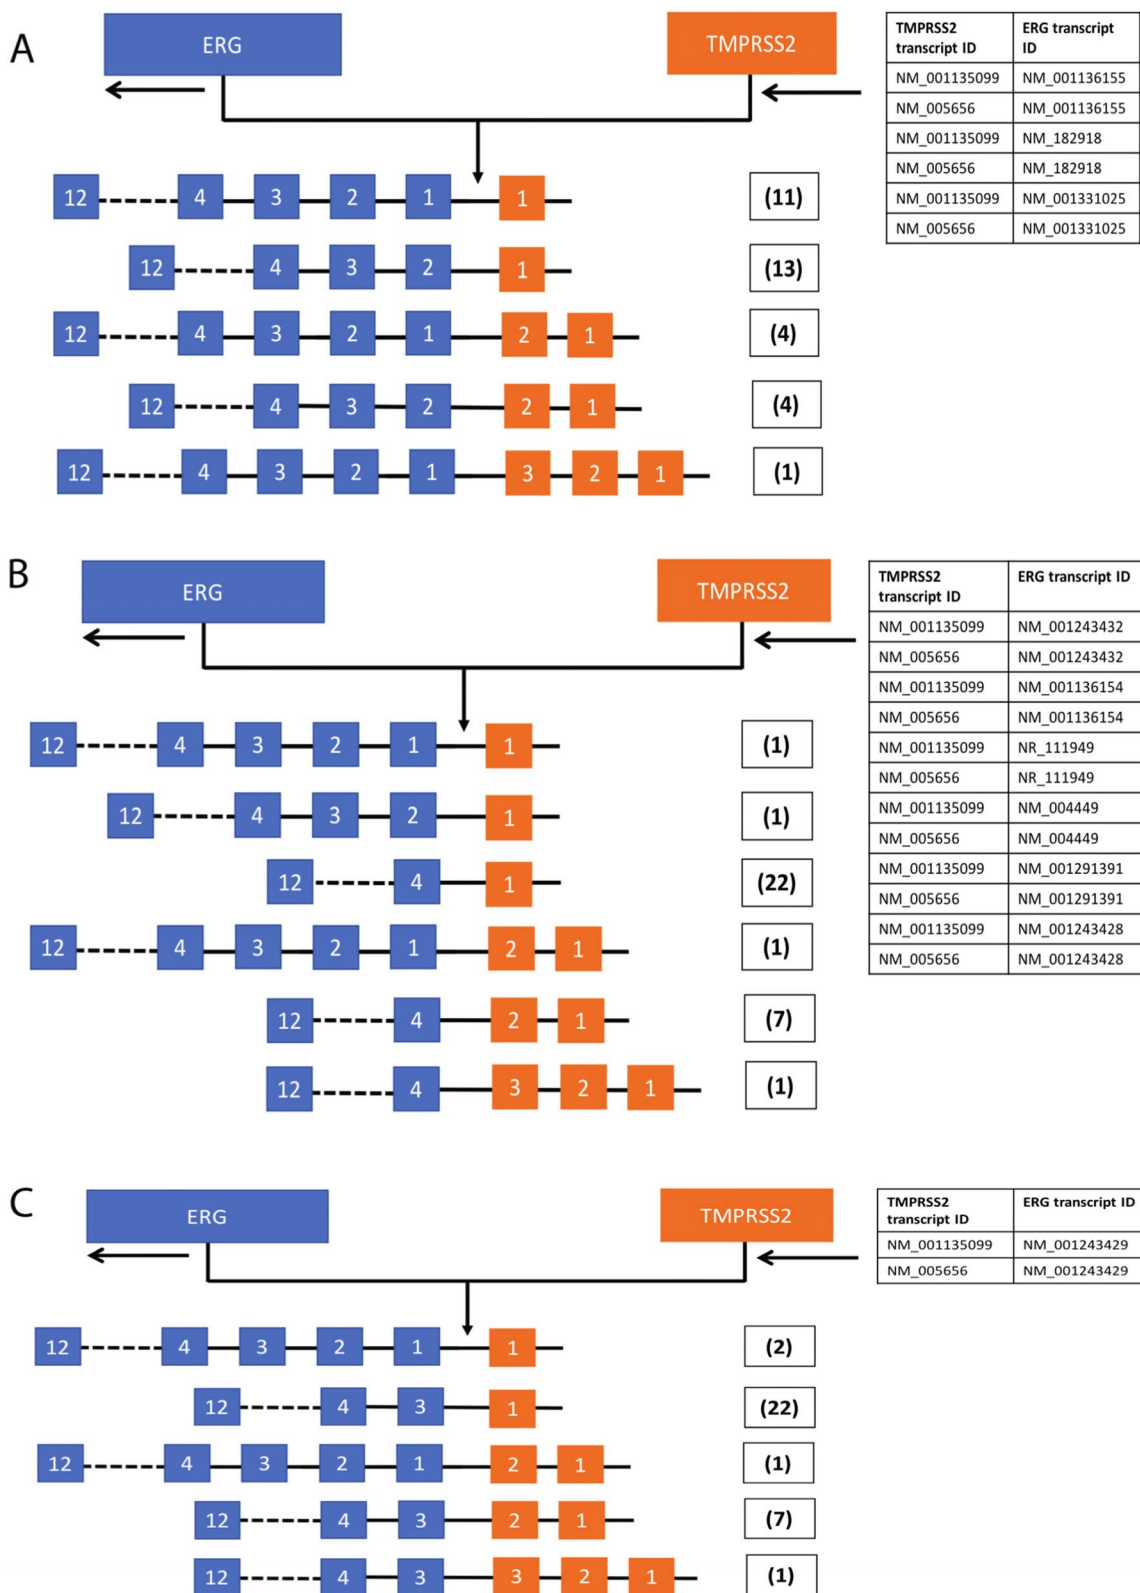 A
ERG
TMPRSS2
TMPRSS2 transcript ID ERG transcript ID
NM_001135099 NM_001136155
NM_005656 NM_001136155
NM_001135099 NM_182918
NM_005656 NM_182918
NM_001135099 NM_001331025
NM_005656 NM_001331025
12 4 3 2 1 1 (11)
12 4 3 2 1 (13)
12 4 3 2 1 2 1 (4)
12 4 3 2 2 1 (4)
12 4 3 2 1 3 2 1 (1)
B
ERG
TMPRSS2
TMPRSS2 transcript ID ERG transcript ID
NM_001135099 NM_001243432
NM_005656 NM_001243432
NM_001135099 NM_001136154
NM_005656 NM_001136154
NM_001135099 NR_111949
NM_005656 NR_111949
NM_001135099 NM_004449
NM_005656 NM_004449
NM_001135099 NM_001291391
NM_005656 NM_001291391
NM_001135099 NM_001243428
NM_005656 NM_001243428
12 4 3 2 1 1 (1)
12 4 3 2 1 (1)
12 4 1 (22)
12 4 3 2 1 2 1 (1)
12 4 2 1 (7)
12 4 3 2 1 (1)
C
ERG
TMPRSS2
TMPRSS2 transcript ID ERG transcript ID
NM_001135099 NM_001243429
NM_005656 NM_001243429
12 4 3 2 1 1 (2)
12 4 3 1 (22)
12 4 3 2 1 2 1 (1)
12 4 3 2 1 (7)
12 4 3 3 2 1 (1)